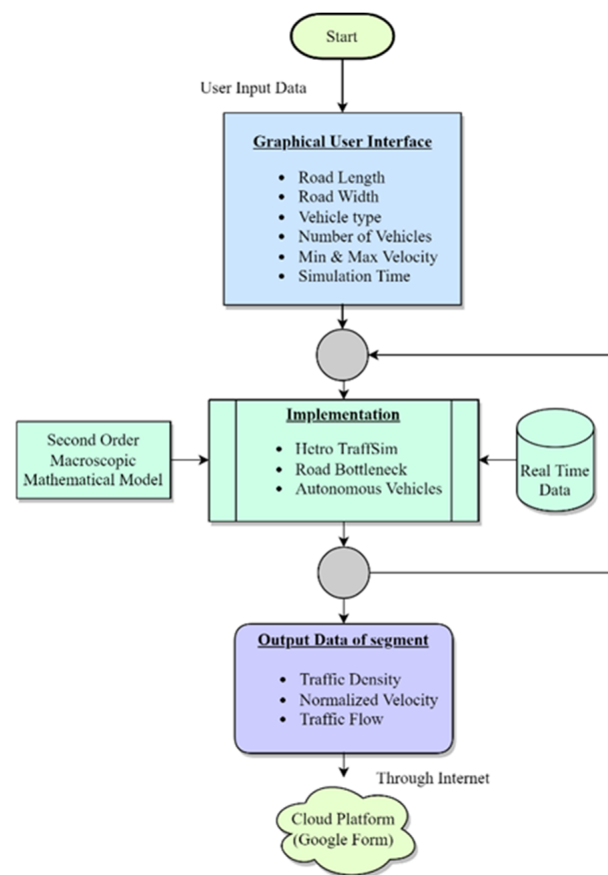 Start
User Input Data
Graphical User Interface
• Road Length
• Road Width
• Vehicle type
• Number of Vehicles
• Min & Max Velocity
• Simulation Time
Implementation
• Hetro TraffSim
• Road Bottleneck
• Autonomous Vehicles
Second Order
Macroscopic
Mathematical Model
Real Time
Data
Output Data of segment
• Traffic Density
• Normalized Velocity
• Traffic Flow
Through Internet
Cloud Platform
(Google Form)